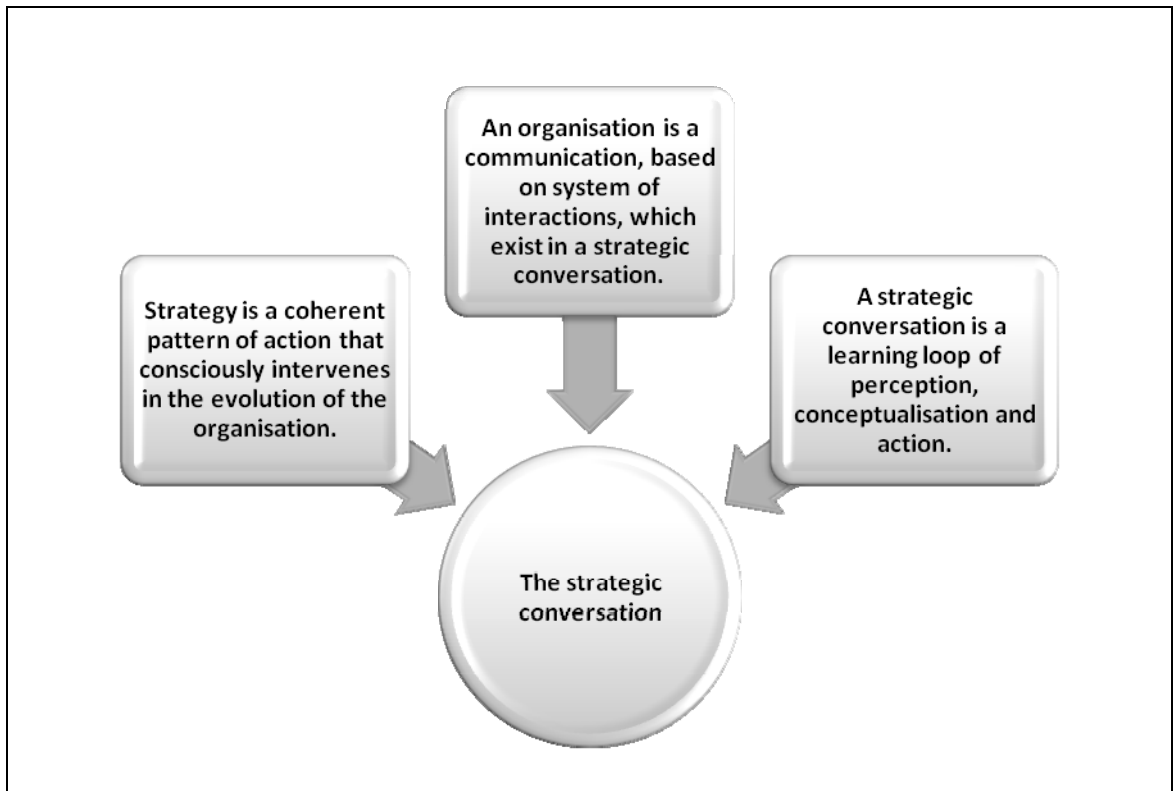 An organisation is a
communication, based
on system of
interactions, which
exist in a strategic
conversation.
Strategy is a coherent
pattern of action that
consciously intervenes
in the evolution of the
organisation.
A strategic
conversation is a
learning loop of
perception,
conceptualisation and
action.
The strategic
conversation